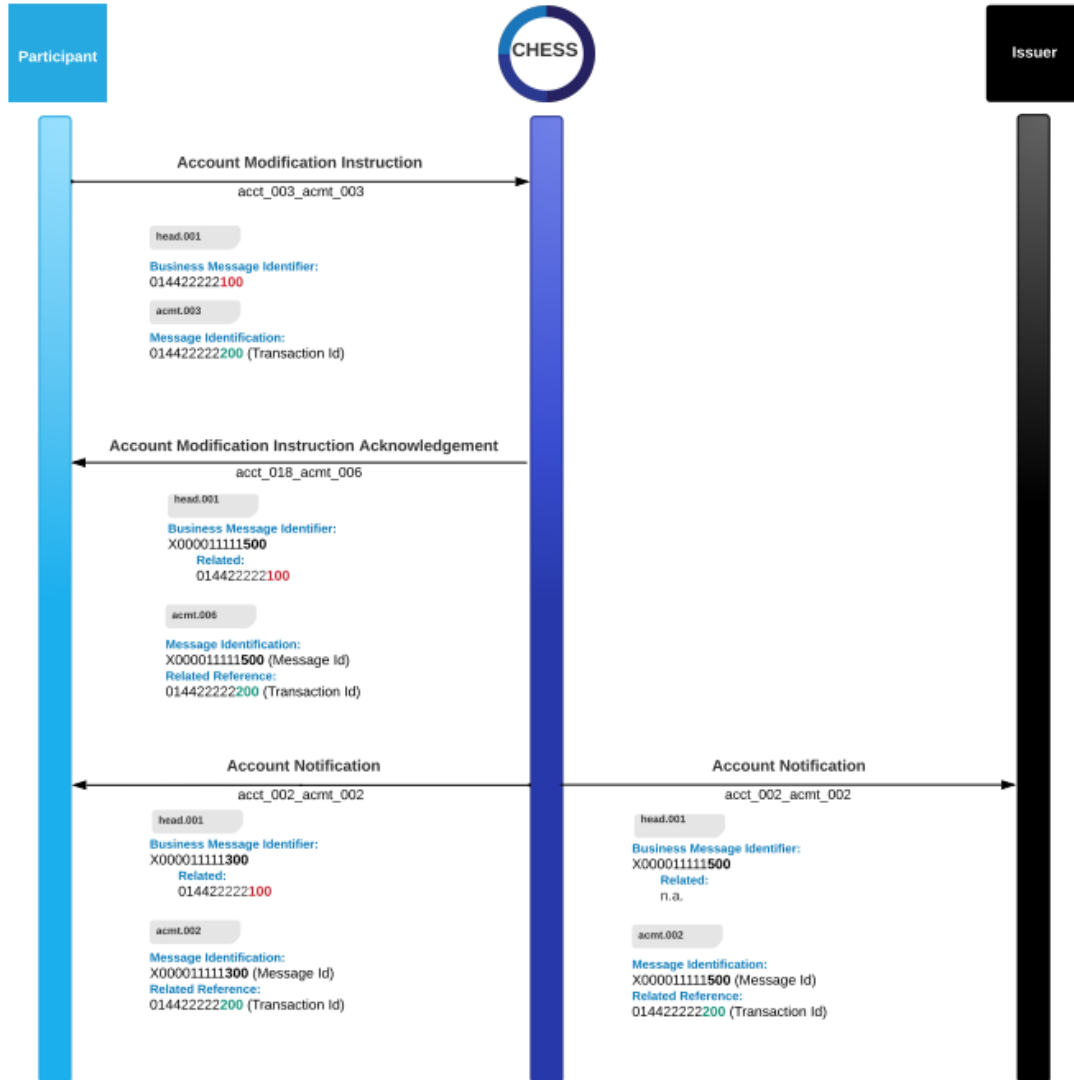 Participant
CHESS
Issuer
Account Modification Instruction
acct_003_acmt_003
head.001
Business Message Identifier:
014422222100
acmt.003
Message Identification:
014422222200 (Transaction Id)
Account Modification Instruction Acknowledgement
acct_018_acmt_006
head.001
Business Message Identifier:
X000011111500
Related:
014422222100
acmt.006
Message Identification:
X000011111500 (Message Id)
Related Reference:
014422222200 (Transaction Id)
Account Notification
acct_002_acmt_002
head.001
Business Message Identifier:
X000011111300
Related:
014422222100
acmt.002
Message Identification:
X000011111300 (Message Id)
Related Reference:
014422222200 (Transaction Id)
Account Notification
acct_002_acmt_002
head.001
Business Message Identifier:
X000011111500
Related:
n.a.
acmt.002
Message Identification:
X000011111500 (Message Id)
Related Reference:
014422222200 (Transaction Id)